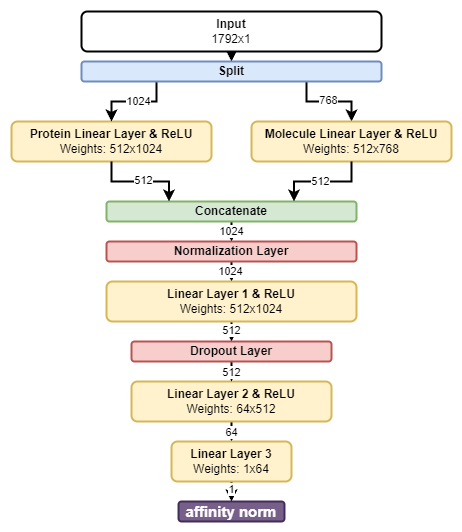 Input
1792x1
Split
1024
768
Protein Linear Layer & ReLU
Weights: 512x1024
Molecule Linear Layer & ReLU
Weights: 512x768
512
512
Concatenate
1024
Normalization Layer
1024
Linear Layer 1 & ReLU
Weights: 512x1024
512
Dropout Layer
512
Linear Layer 2 & ReLU
Weights: 64x512
64
Linear Layer 3
Weights: 1x64
1
affinity norm